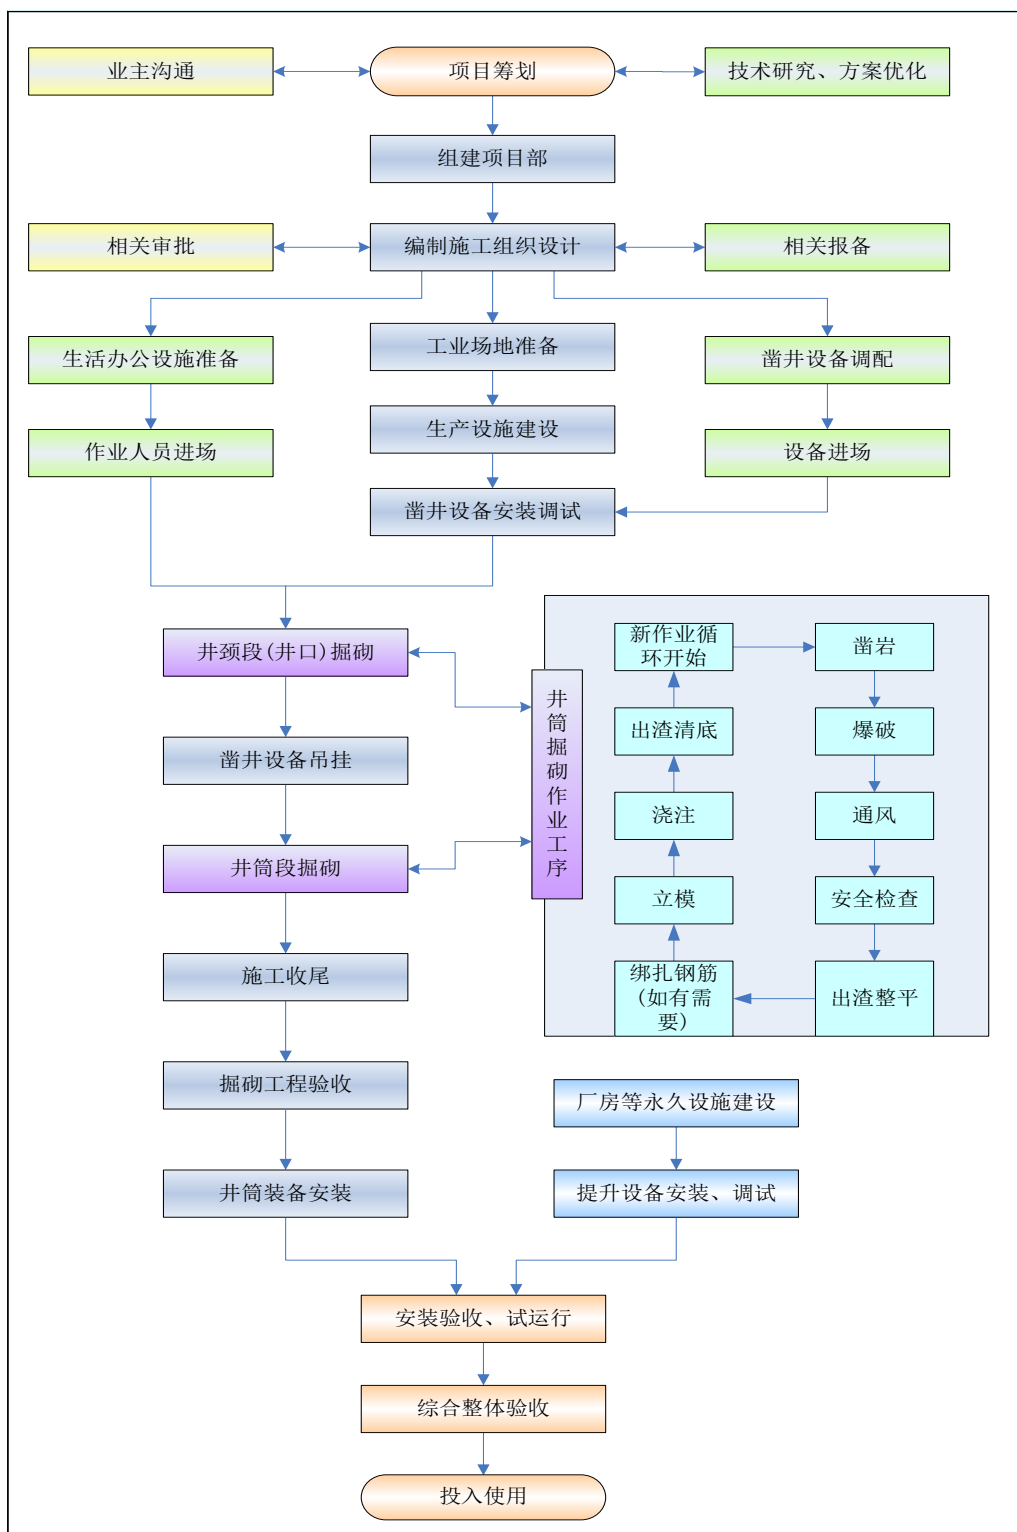 业主沟通
项目筹划
技术研究、方案优化
组建项目部
相关审批
编制施工组织设计
相关报备
生活办公设施准备
工业场地准备
凿井设备调配
作业人员进场
生产设施建设
设备进场
凿井设备安装调试
井颈段(井口)掘砌
凿井设备吊挂
井筒段掘砌
施工收尾
掘砌工程验收
井筒装备安装
井筒掘砌作业工序
新作业循
环开始
凿岩
出渣清底
爆破
浇注
通风
立模
安全检查
绑扎钢筋
(如有需
要)
出渣整平
厂房等永久设施建设
提升设备安装、调试
安装验收、试运行
综合整体验收
投入使用